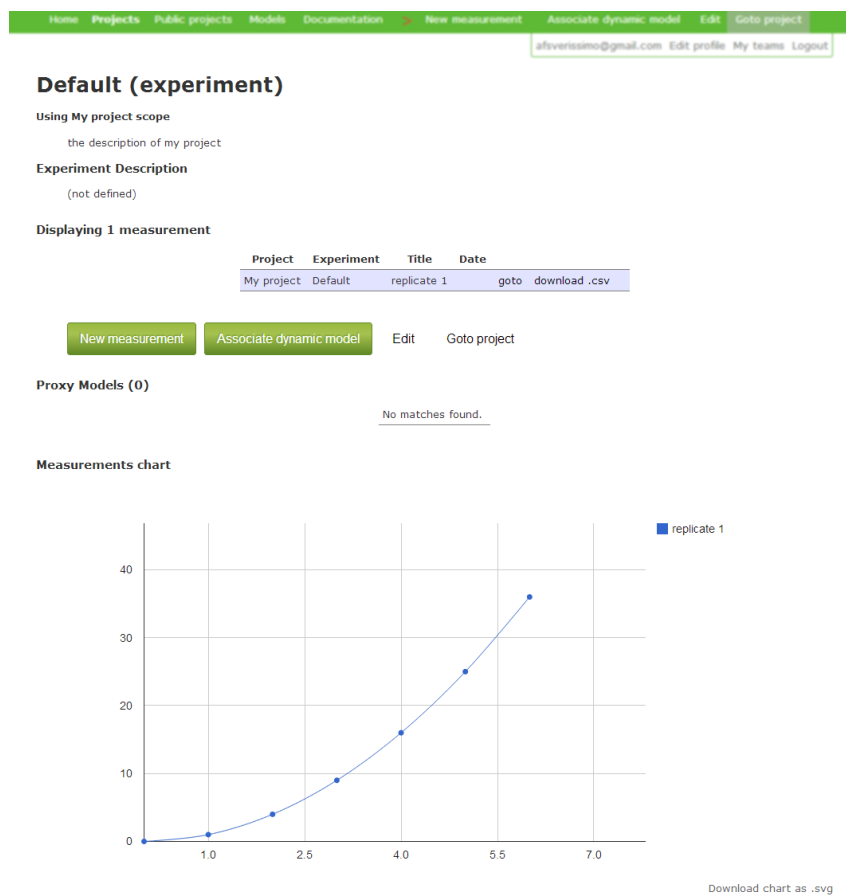 Home Projects Public projects Models Documentation > New measurement Associate dynamic model Edit Goto project
afsverissimo@gmail.com Edit profile My teams Logout
Default (experiment)
Using My project scope
the description of my project
Experiment Description
(not defined)
Displaying 1 measurement
Project Experiment Title Date
My project Default replicate 1 goto download .csv
New measurement Associate dynamic model Edit Goto project
Proxy Models (0)
No matches found.
Measurements chart
replicate 1
40
30
20
10
0
1.0 2.5 4.0 5.5 7.0
Download chart as .svg